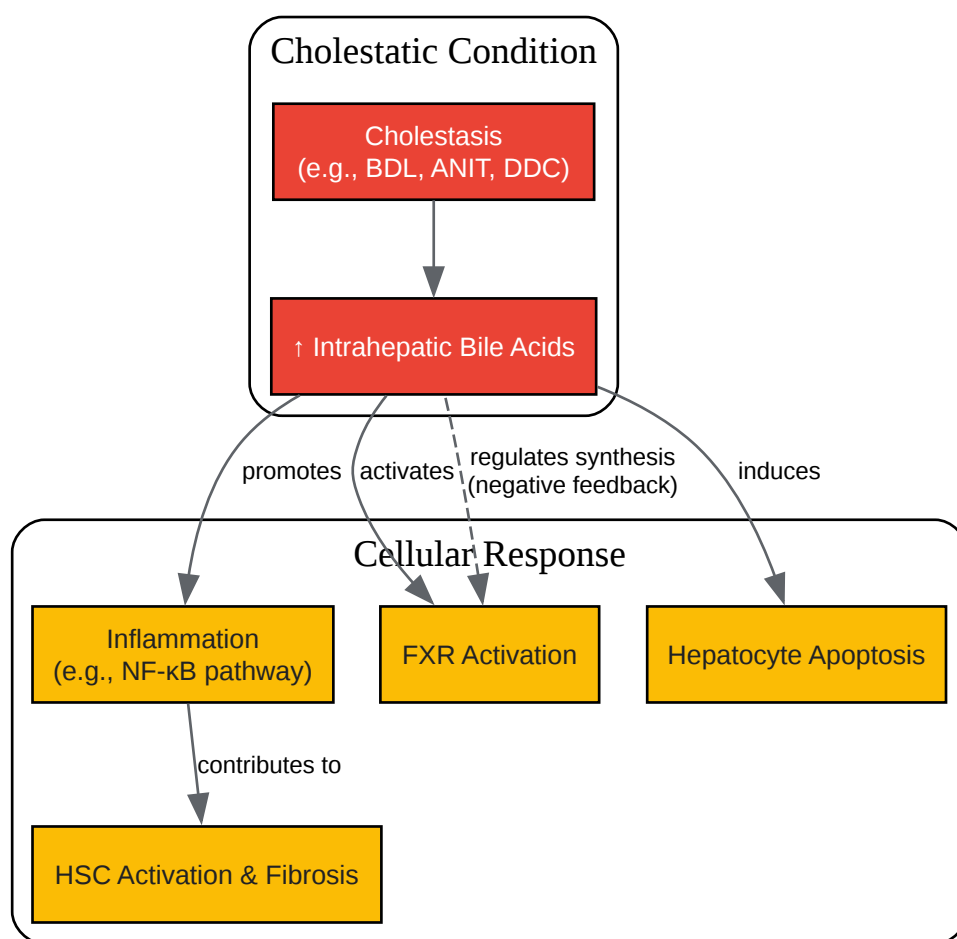 Cholestatic Condition
Cholestasis
(e.g., BDL, ANIT, DDC)
↑ Intrahepatic Bile Acids
promotes
activates
regulates synthesis
(negative feedback)
induces
Cellular Response
Inflammation
(e.g., NF-κB pathway)
FXR Activation
Hepatocyte Apoptosis
contributes to
HSC Activation & Fibrosis